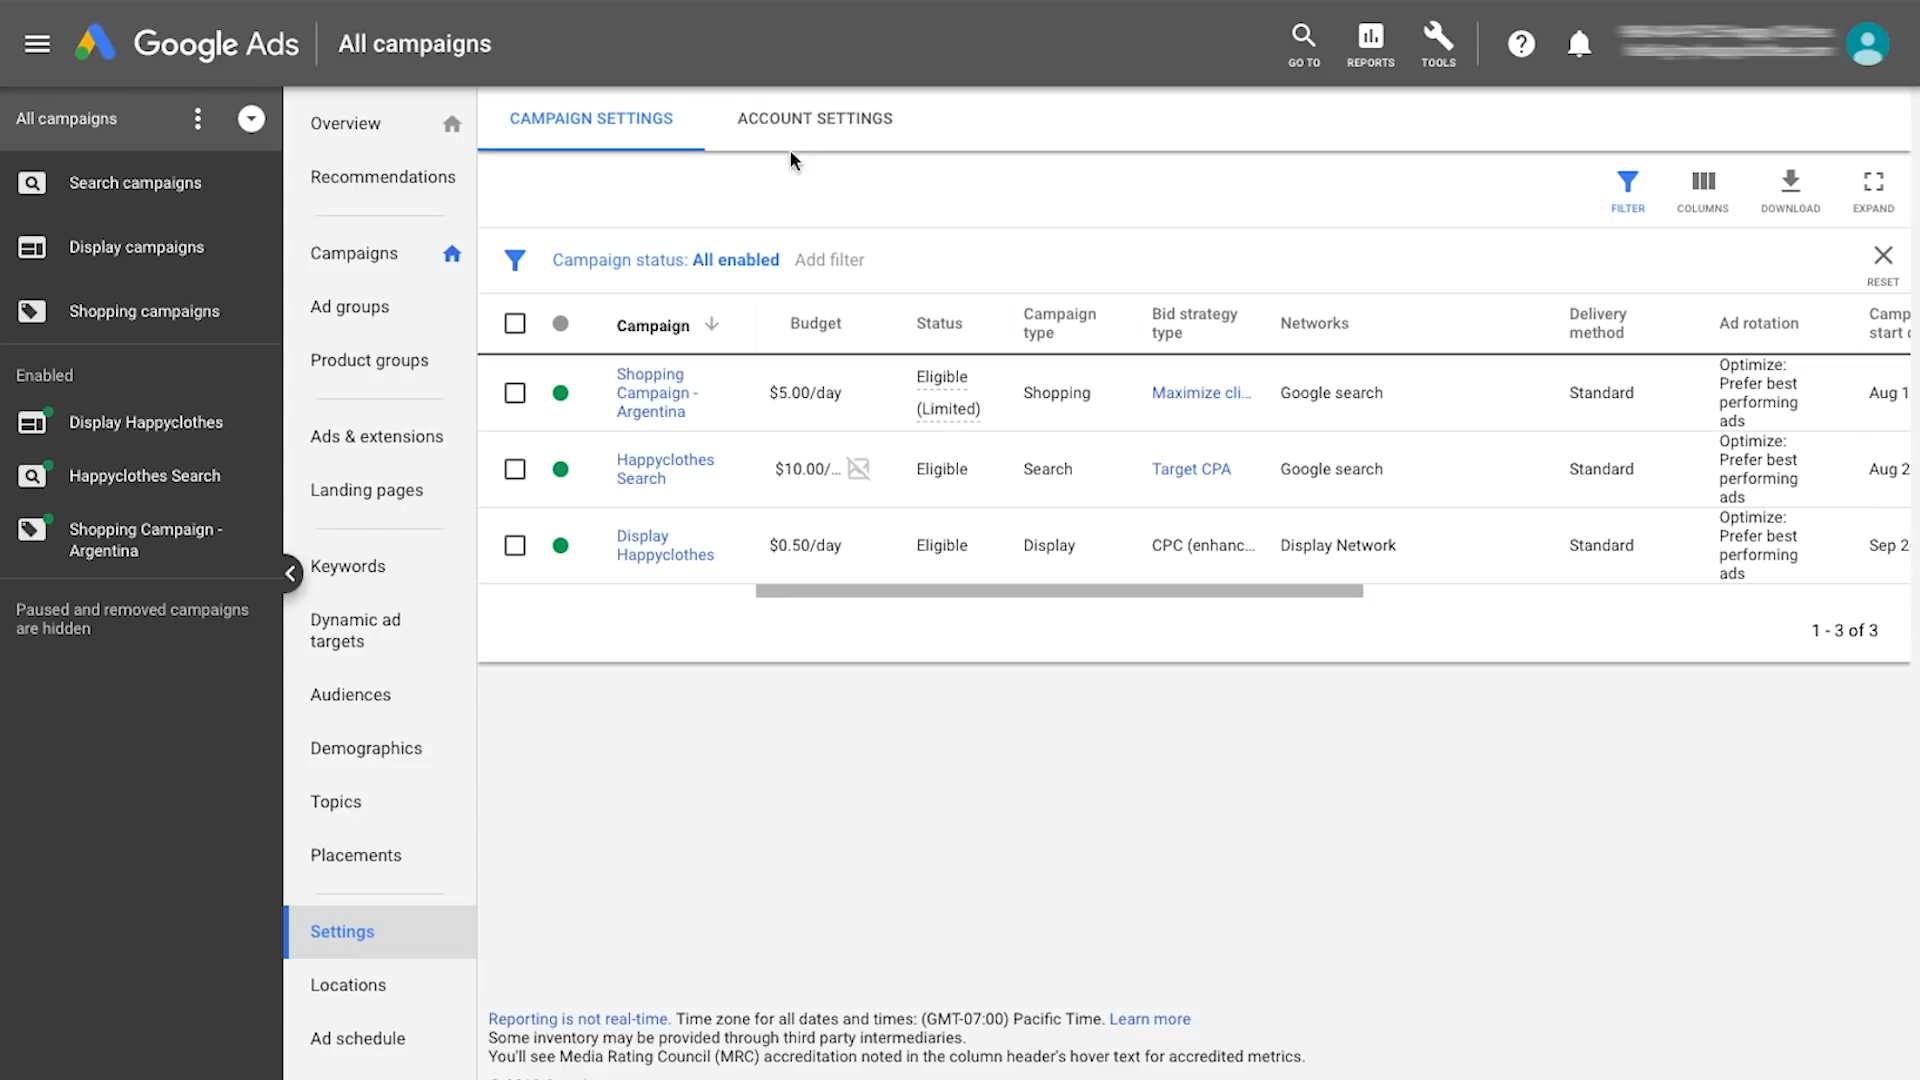 Google Ads
All campaigns
GO TO
REPORTS
TOOLS
All campaigns
Search campaigns
Display campaigns
Shopping campaigns
Enabled
Display Happyclothes
Happyclothes Search
Shopping Campaign -
Argentina
Paused and removed campaigns
are hidden
Overview
Recommendations
Campaigns
Ad groups
Product groups
Ads & extensions
Landing pages
Keywords
Dynamic ad
targets
Audiences
Demographics
Topics
Placements
Settings
Locations
Ad schedule
CAMPAIGN SETTINGS
ACCOUNT SETTINGS
FILTER
COLUMNS
DOWNLOAD
EXPAND
Campaign status: All enabled
Add filter
RESET
Campaign
Budget
Status
Campaign
type
Bid strategy
type
Networks
Delivery
method
Ad rotation
Camp
start
Shopping
Campaign -
Argentina
$5.00/day
Eligible
(Limited)
Shopping
Maximize cli...
Google search
Standard
Optimize:
Prefer best
performing
ads
Aug 1
Happyclothes
Search
$10.00/...
Eligible
Search
Target CPA
Google search
Standard
Optimize:
Prefer best
performing
ads
Aug 2
Display
Happyclothes
$0.50/day
Eligible
Display
CPC (enhanc...
Display Network
Standard
Optimize:
Prefer best
performing
ads
Sep 2
1 - 3 of 3
Reporting is not real-time. Time zone for all dates and times: (GMT-07:00) Pacific Time. Learn more
Some inventory may be provided through third party intermediaries.
You'll see Media Rating Council (MRC) accreditation noted in the column header's hover text for accredited metrics.